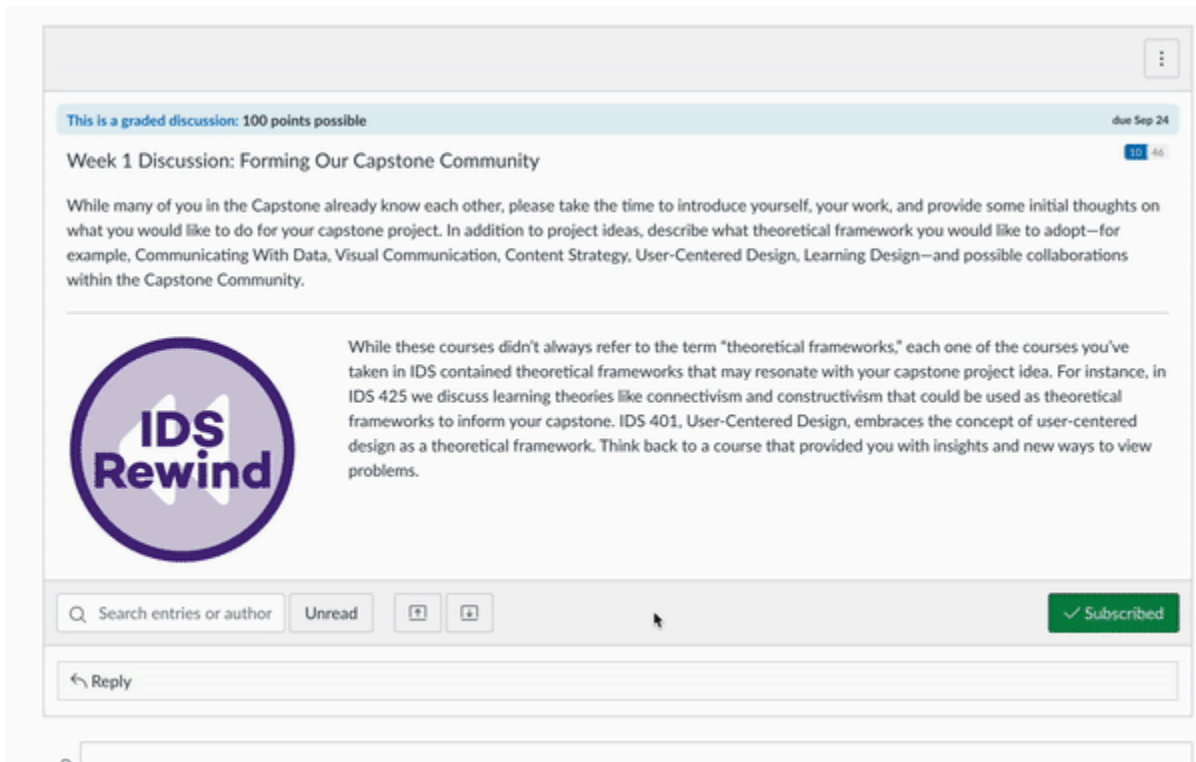 This is a graded discussion: 100 points possible due Sep 24
Week 1 Discussion: Forming Our Capstone Community
10 46
While many of you in the Capstone already know each other, please take the time to introduce yourself, your work, and provide some initial thoughts on
what you would like to do for your capstone project. In addition to project ideas, describe what theoretical framework you would like to adopt—for
example, Communicating With Data, Visual Communication, Content Strategy, User-Centered Design, Learning Design—and possible collaborations
within the Capstone Community.
IDS
Rewind
While these courses didn't always refer to the term “theoretical frameworks,” each one of the courses you've
taken in IDS contained theoretical frameworks that may resonate with your capstone project idea. For instance, in
IDS 425 we discuss learning theories like connectivism and constructivism that could be used as theoretical
frameworks to inform your capstone. IDS 401, User-Centered Design, embraces the concept of user-centered
design as a theoretical framework. Think back to a course that provided you with insights and new ways to view
problems.
Search entries or author Unread Subscribed
Reply